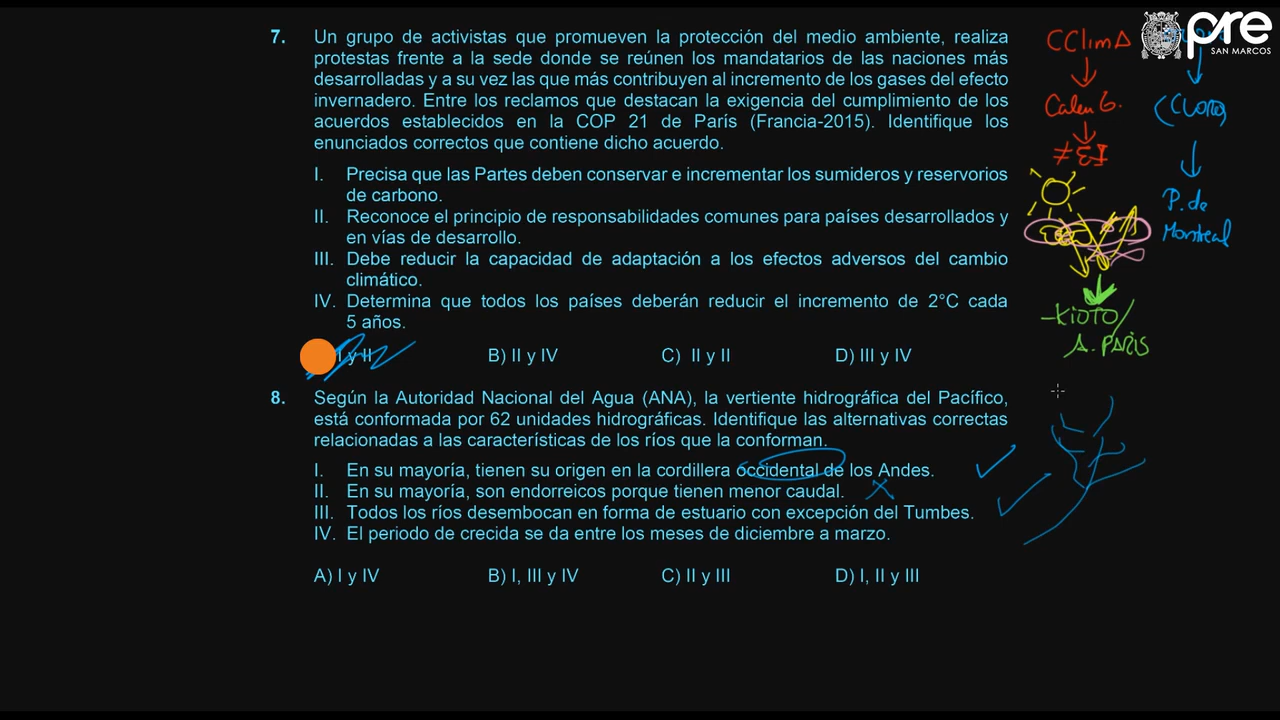 pre
SAN MARCOS
7. Un grupo de activistas que promueven la protección del medio ambiente, realiza
protestas frente a la sede donde se reúnen los mandatarios de las naciones más
desarrolladas y a su vez las que más contribuyen al incremento de los gases del efecto
invernadero. Entre los reclamos que destacan la exigencia del cumplimiento de los
acuerdos establecidos en la COP 21 de París (Francia-2015). Identifique los
enunciados correctos que contiene dicho acuerdo.
I. Precisa que las Partes deben conservar e incrementar los sumideros y reservorios
de carbono.
II. Reconoce el principio de responsabilidades comunes para países desarrollados y
en vías de desarrollo.
III. Debe reducir la capacidad de adaptación a los efectos adversos del cambio
climático.
IV. Determina que todos los países deberán reducir el incremento de 2°C cada
5 años.
I y II B) II y IV C) II y II D) III y IV
8. Según la Autoridad Nacional del Agua (ANA), la vertiente hidrográfica del Pacífico,
está conformada por 62 unidades hidrográficas. Identifique las alternativas correctas
relacionadas a las características de los ríos que la conforman.
I. En su mayoría, tienen su origen en la cordillera occidental de los Andes.
II. En su mayoría, son endorreicos porque tienen menor caudal.
III. Todos los ríos desembocan en forma de estuario con excepción del Tumbes.
IV. El periodo de crecida se da entre los meses de diciembre a marzo.
A) I y IV B) I, III y IV C) II y III D) I, II y III
CClimΔ
Calen G.
≠ EI
P. de
Montreal
-KIOTO/
A. PARIS